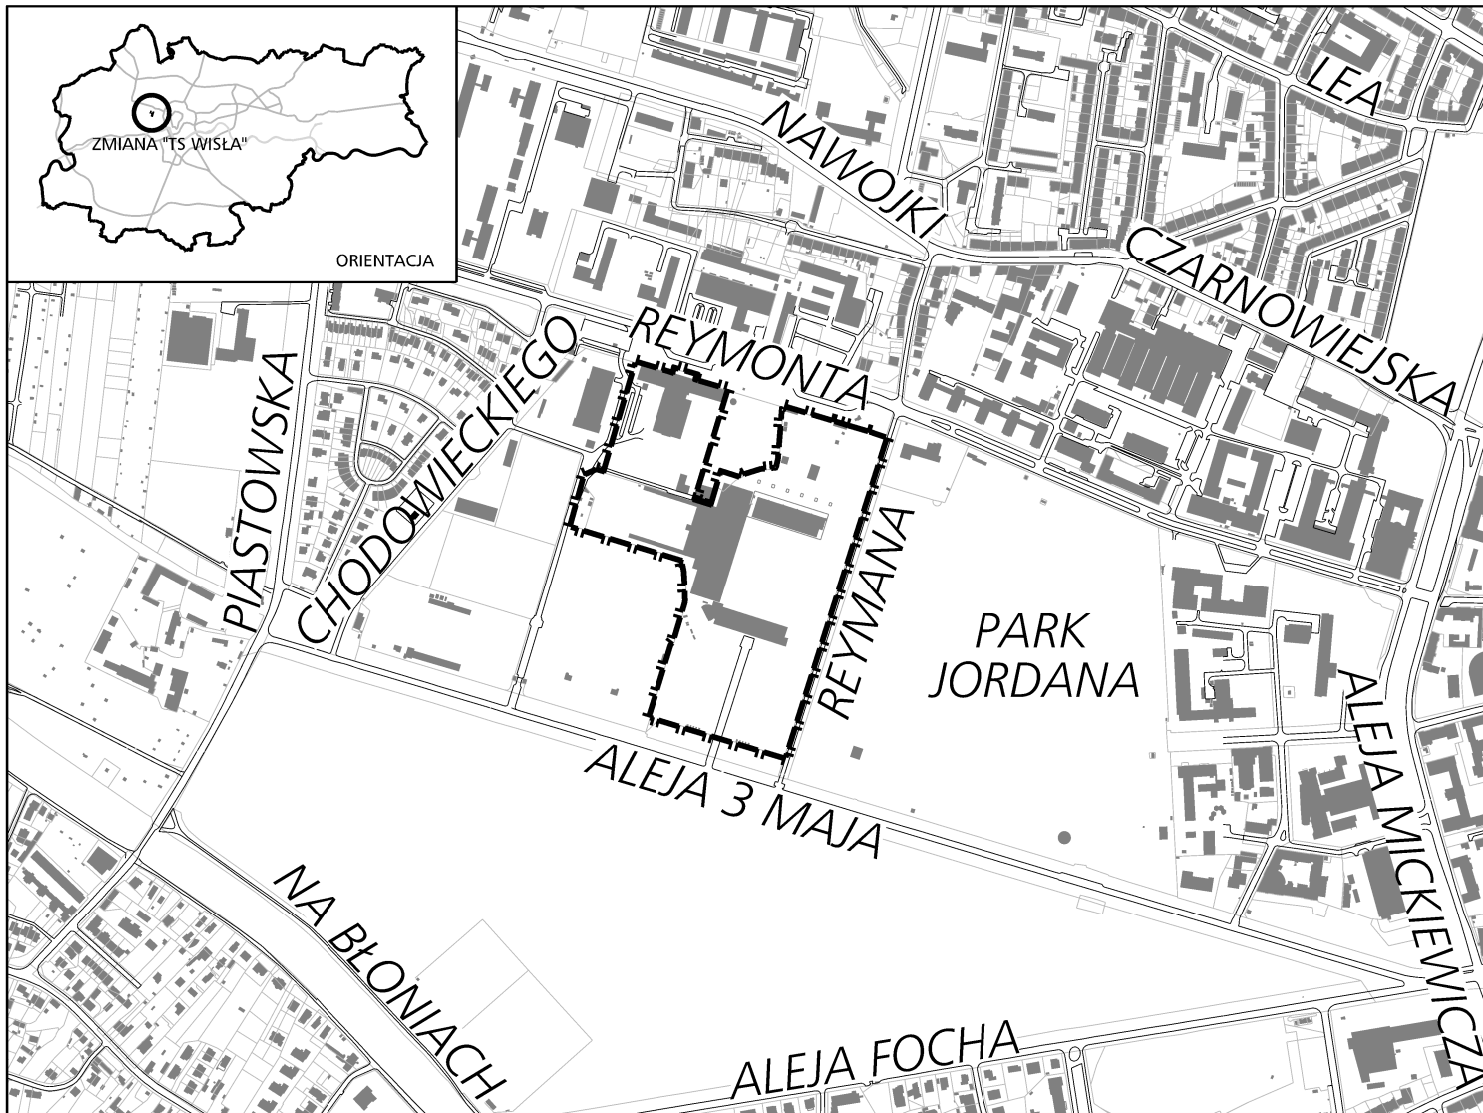 ZMIANA "TS WISŁA"
ORIENTACJA
LEA
NAWOJKI
CZARNOWIEJSKA
REYMONTA
CHODOWIECKIEGO
PIASTOWSKA
REYMANA
PARK
JORDANA
ALEJA MICKIEWICZA
ALEJA 3 MAJA
NA BŁONIACH
ALEJA FOCHA